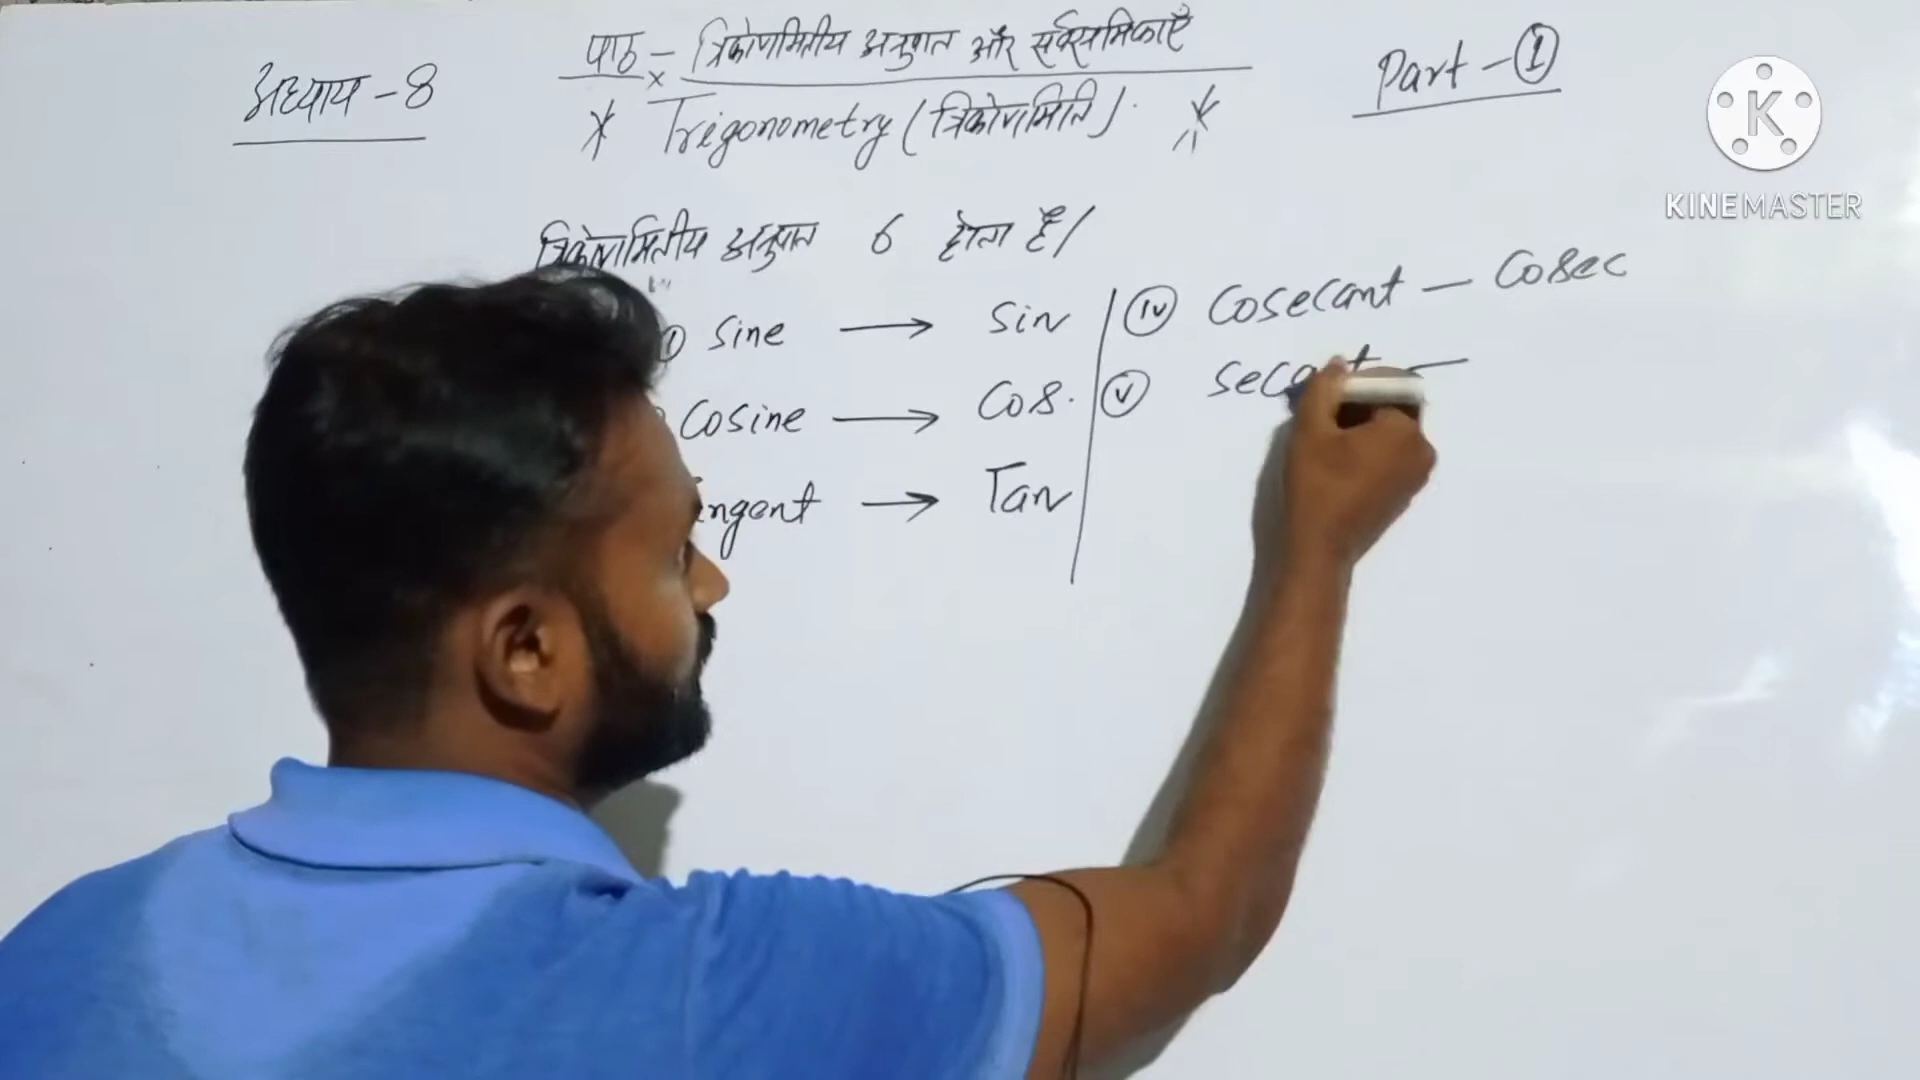 अध्याय - 8
पाठ - त्रिकोणमितीय अनुपात और सर्वसमिकाएँ
Part - ①
* Trigonometry (त्रिकोणमिति). *
K
KINEMASTER
त्रिकोणमितीय अनुपात 6 होता है/
sine → sin
cosine → cos.
ngent → Tan
(iv) cosecant — cosec
(v) —